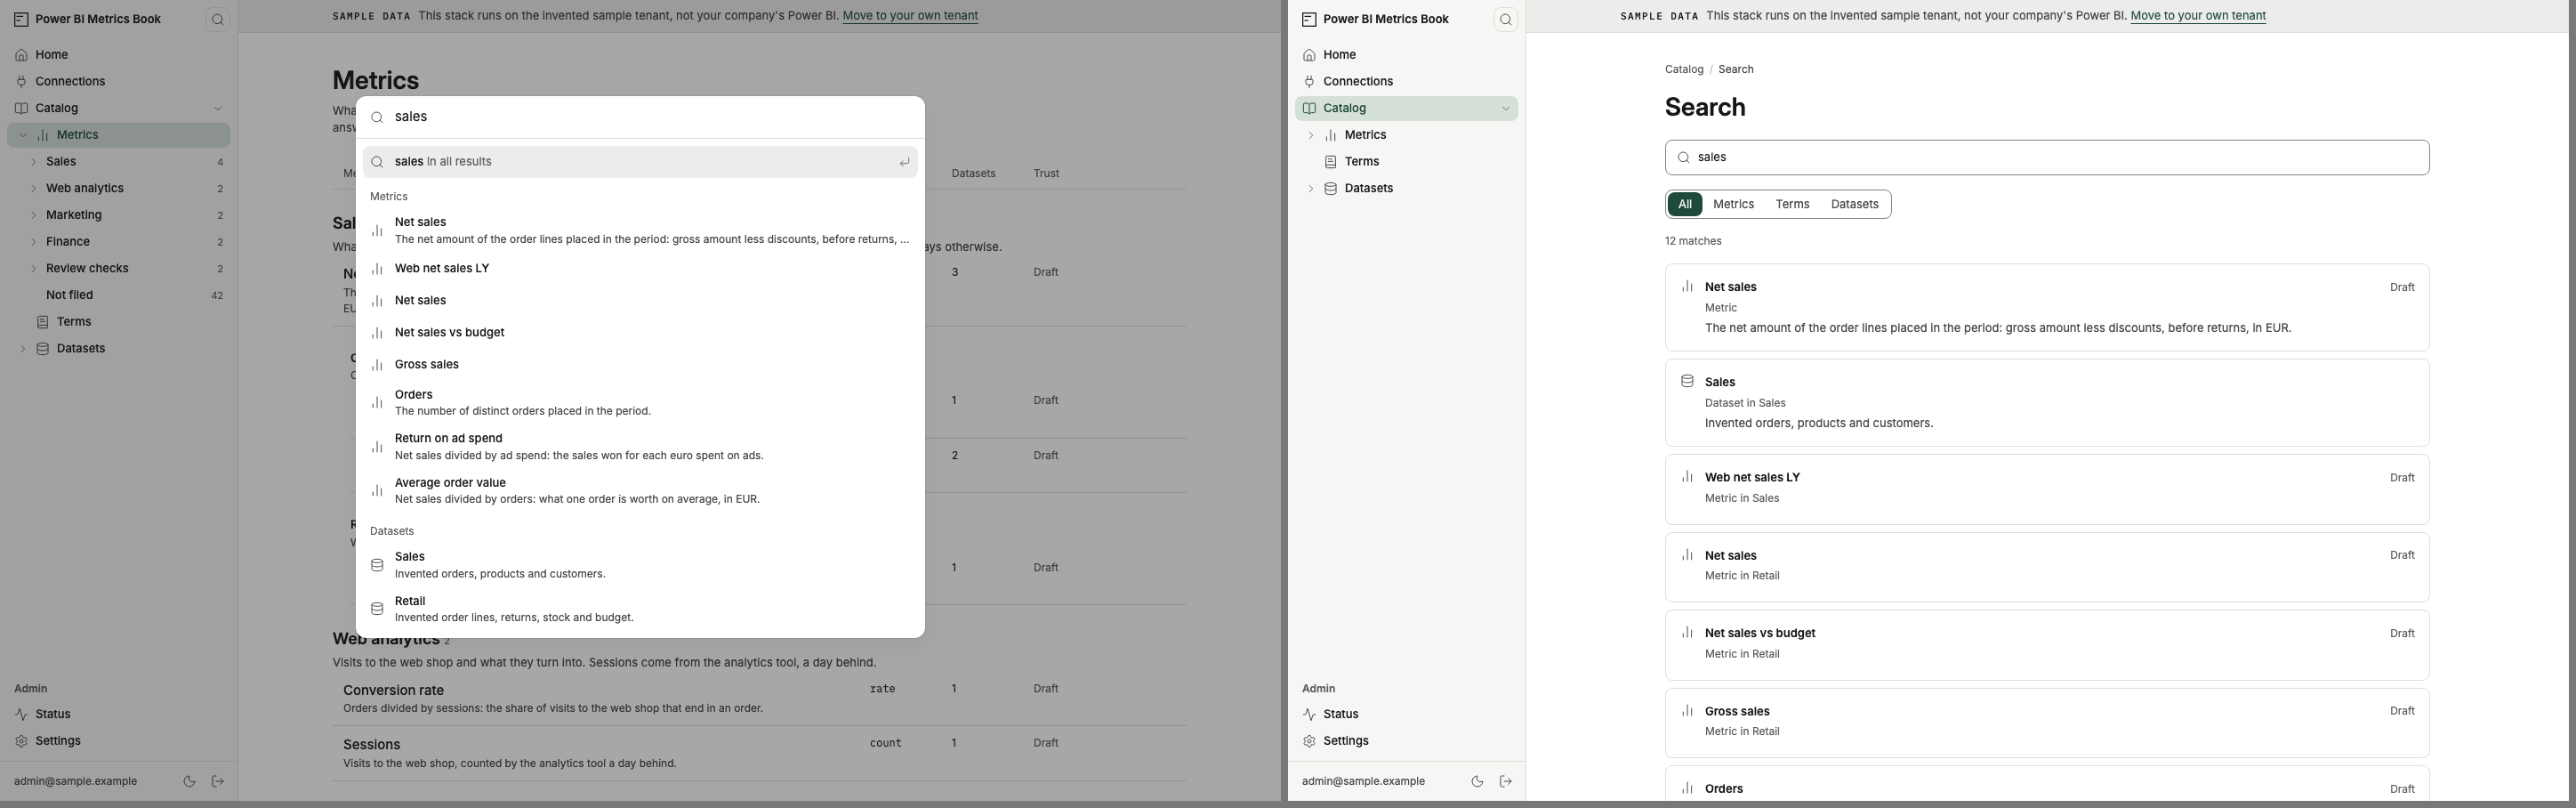 Power BI Metrics Book
SAMPLE DATA This stack runs on the invented sample tenant, not your company's Power BI. Move to your own tenant
Home
Connections
Catalog
Metrics
Sales 4
Web analytics 2
Marketing 2
Finance 2
Review checks 2
Not filed 42
Terms
Datasets
Admin
Status
Settings
admin@sample.example
Metrics
Datasets Trust
ays otherwise.
3 Draft
1 Draft
2 Draft
1 Draft
sales
sales in all results
Metrics
Net sales
The net amount of the order lines placed in the period: gross amount less discounts, before returns, ...
Web net sales LY
Net sales
Net sales vs budget
Gross sales
Orders
The number of distinct orders placed in the period.
Return on ad spend
Net sales divided by ad spend: the sales won for each euro spent on ads.
Average order value
Net sales divided by orders: what one order is worth on average, in EUR.
Datasets
Sales
Invented orders, products and customers.
Retail
Invented order lines, returns, stock and budget.
Web analytics 2
Visits to the web shop and what they turn into. Sessions come from the analytics tool, a day behind.
Conversion rate rate 1 Draft
Orders divided by sessions: the share of visits to the web shop that end in an order.
Sessions count 1 Draft
Visits to the web shop, counted by the analytics tool a day behind.
Power BI Metrics Book
SAMPLE DATA This stack runs on the invented sample tenant, not your company's Power BI. Move to your own tenant
Home
Connections
Catalog
Metrics
Terms
Datasets
Admin
Status
Settings
admin@sample.example
Catalog / Search
Search
sales
All Metrics Terms Datasets
12 matches
Net sales Draft
Metric
The net amount of the order lines placed in the period: gross amount less discounts, before returns, in EUR.
Sales
Dataset in Sales
Invented orders, products and customers.
Web net sales LY Draft
Metric in Sales
Net sales Draft
Metric in Retail
Net sales vs budget Draft
Metric in Retail
Gross sales Draft
Metric in Retail
Orders Draft